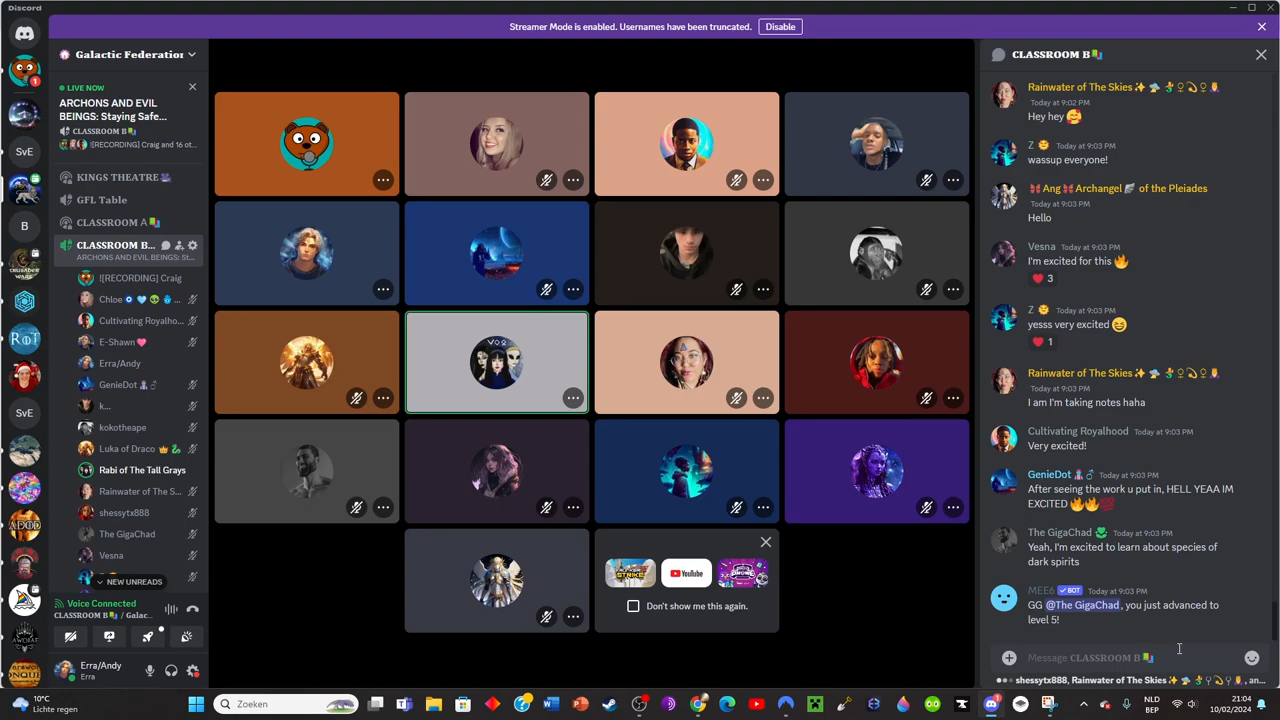 Discord
Streamer Mode is enabled. Usernames have been truncated.
Disable
Galactic Federation
LIVE NOW
ARCHONS AND EVIL
BEINGS: Staying Safe...
CLASSROOM B
![RECORDING] Craig and 16 ot...
KINGS THEATRE
GFL Table
CLASSROOM A
CLASSROOM B...
ARCHONS AND EVIL BEINGS: St...
![RECORDING] Craig
Chloe
Cultivating Royalho...
E-Shawn
Erra/Andy
GenieDot
k...
kokotheape
Luka of Draco
Rabi of The Tall Grays
Rainwater of The S...
shessytx888
The GigaChad
Vesna
NEW UNREADS
Voice Connected
CLASSROOM B / Galac...
Erra/Andy
Erra
SvE
B
RoT
SvE
YouTube
Don't show me this again.
CLASSROOM B
Rainwater of The Skies
Today at 9:02 PM
Hey hey
Z Today at 9:03 PM
wassup everyone!
Ang Archangel of the Pleiades
Today at 9:03 PM
Hello
Vesna Today at 9:03 PM
I'm excited for this
3
Z Today at 9:03 PM
yesss very excited
1
Rainwater of The Skies
Today at 9:03 PM
I am I'm taking notes haha
Cultivating Royalhood Today at 9:03 PM
Very excited!
GenieDot Today at 9:03 PM
After seeing the work u put in, HELL YEAA IM
EXCITED
The GigaChad Today at 9:03 PM
Yeah, I'm excited to learn about species of
dark spirits
MEE6 BOT Today at 9:03 PM
GG @The GigaChad, you just advanced to
level 5!
Message CLASSROOM B
shessytx888, Rainwater of The Skies , an...
10°C
Lichte regen
Zoeken
NLD
BEP
21:04
10/02/2024